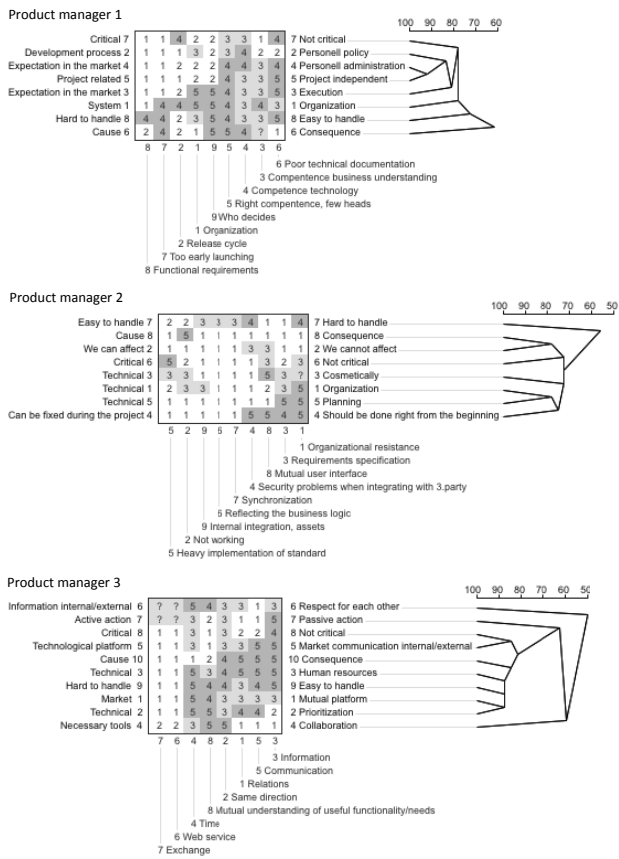 Product manager 1
100 90 80 70 60
Critical 7 1 1 4 2 2 3 3 1 4 7 Not critical
Development process 2 1 1 1 3 2 3 4 2 2 2 Personell policy
Expectation in the market 4 1 1 2 2 2 4 4 3 4 4 Personell administration
Project related 5 1 1 1 2 2 4 3 3 5 5 Project independent
Expectation in the market 3 1 1 2 5 5 4 3 3 5 3 Execution
System 1 1 4 4 5 5 4 3 4 3 1 Organization
Hard to handle 8 4 4 2 3 5 4 3 3 5 8 Easy to handle
Cause 6 2 4 2 1 5 5 4 ? 1 6 Consequence
8 7 2 1 9 5 4 3 6
6 Poor technical documentation
3 Compentence business understanding
4 Competence technology
5 Right compentence, few heads
9 Who decides
1 Organization
2 Release cycle
7 Too early launching
8 Functional requirements
Product manager 2
100 90 80 70 60 50
Easy to handle 7 2 2 3 3 3 4 1 1 4 7 Hard to handle
Cause 8 1 5 1 1 1 1 1 1 1 8 Consequence
We can affect 2 1 1 1 1 1 3 3 1 1 2 We cannot affect
Critical 6 5 2 1 1 1 1 3 2 3 6 Not critical
Technical 3 3 3 1 1 1 1 5 3 ? 3 Cosmetically
Technical 1 2 3 3 1 1 1 2 3 5 1 Organization
Technical 5 1 1 1 1 1 1 1 5 5 5 Planning
Can be fixed during the project 4 1 1 1 1 1 5 5 4 5 4 Should be done right from the beginning
5 2 9 6 7 4 8 3 1
1 Organizational resistance
3 Requirements specification
8 Mutual user interface
4 Security problems when integrating with 3.party
7 Synchronization
6 Reflecting the business logic
9 Internal integration, assets
2 Not working
5 Heavy implementation of standard
Product manager 3
100 90 80 70 60 50
Information internal/external 6 ? ? 5 4 3 3 1 3 6 Respect for each other
Active action 7 ? ? 3 2 3 1 1 5 7 Passive action
Critical 8 1 1 3 1 3 2 2 4 8 Not critical
Technological platform 5 1 1 3 1 3 3 5 5 5 Market communication internal/external
Cause 10 1 1 1 2 4 5 5 5 10 Consequence
Technical 3 1 1 5 3 4 5 5 5 3 Human resources
Hard to handle 9 1 1 5 4 4 3 4 5 9 Easy to handle
Market 1 1 1 5 4 3 3 3 3 1 Mutual platform
Technical 2 1 1 5 5 3 4 4 2 2 Prioritization
Necessary tools 4 2 2 3 5 5 1 1 1 4 Collaboration
7 6 4 8 2 1 5 3
3 Information
5 Communication
1 Relations
2 Same direction
8 Mutual understanding of useful functionality/needs
4 Time
6 Web service
7 Exchange